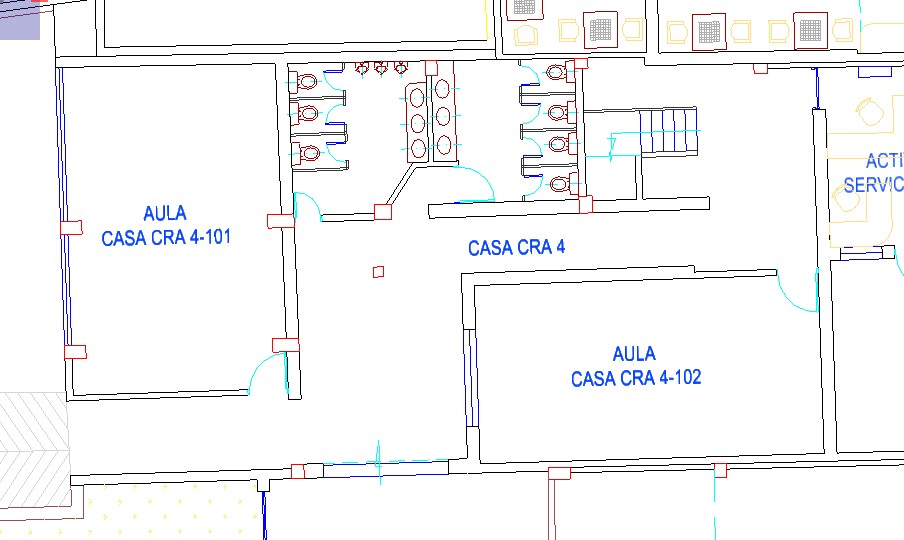 AULA
CASA CRA 4-101
CASA CRA 4
AULA
CASA CRA 4-102
ACTI
SERVIC